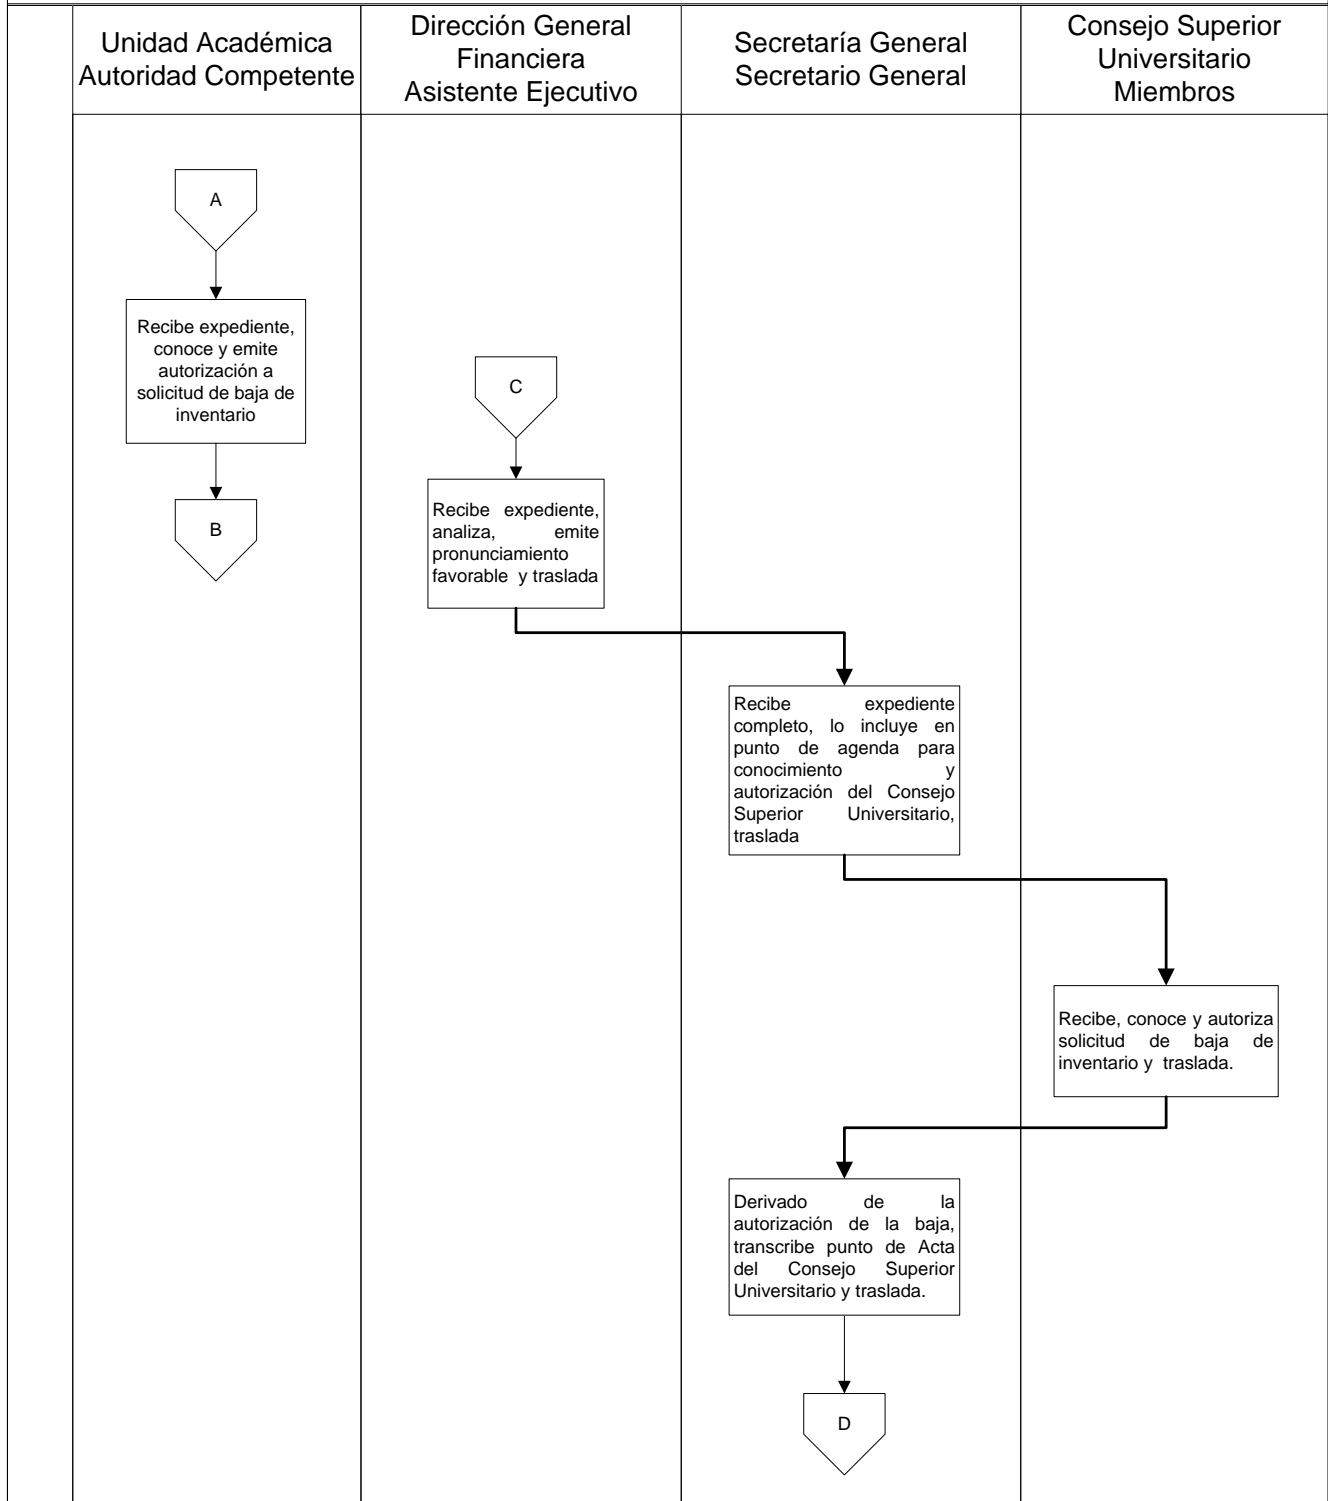 Unidad Académica
Autoridad Competente
Dirección General
Financiera
Asistente Ejecutivo
Secretaría General
Secretario General
Consejo Superior
Universitario
Miembros
A
Recibe expediente,
conoce y emite
autorización a
solicitud de baja de
inventario
B
C
Recibe expediente,
analiza, emite
pronunciamiento
favorable y traslada
Recibe expediente
completo, lo incluye en
punto de agenda para
conocimiento y
autorización del Consejo
Superior Universitario,
traslada
Recibe, conoce y autoriza
solicitud de baja de
inventario y traslada.
Derivado de la
autorización de la baja,
transcribe punto de Acta
del Consejo Superior
Universitario y traslada.
D